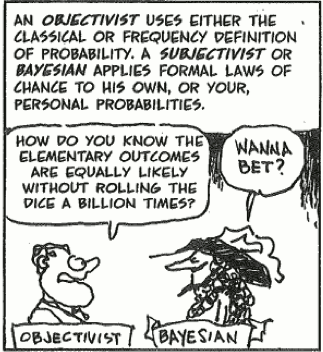 AN OBJECTIVIST USES EITHER THE
CLASSICAL OR FREQUENCY DEFINITION
OF PROBABILITY. A SUBJECTIVIST OR
BAYESIAN APPLIES FORMAL LAWS OF
CHANCE TO HIS OWN, OR YOUR,
PERSONAL PROBABILITIES.
HOW DO YOU KNOW THE
ELEMENTARY OUTCOMES
ARE EQUALLY LIKELY
WITHOUT ROLLING THE
DICE A BILLION TIMES?
WANNA
BET?
OBJECTIVIST
BAYESIAN